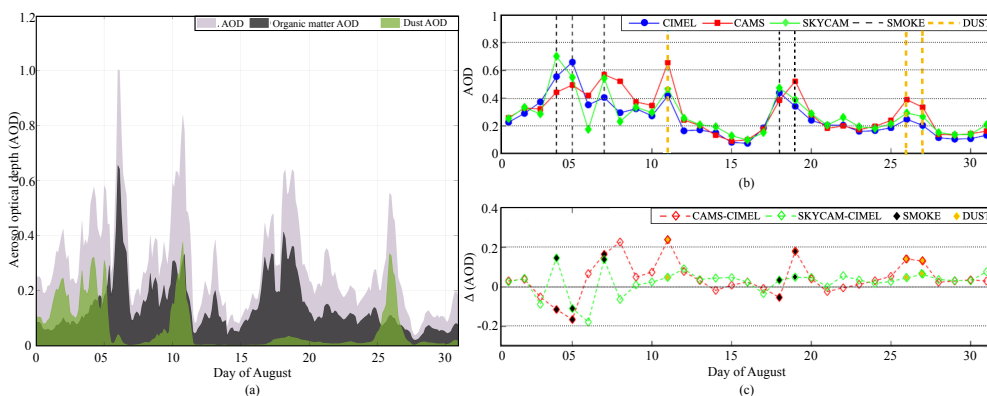 . AOD Organic matter AOD Dust AOD
Aerosol optical depth (AOD)
1.2
1.0
0.8
0.6
0.4
0.2
0
0 05 10 15 20 25 30
Day of August
(a)
CIMEL CAMS SKYCAM SMOKE DUST
AOD
1
0.8
0.6
0.4
0.2
0
05 10 15 20 25 30
(b)
CAMS-CIMEL SKYCAM-CIMEL SMOKE DUST
Δ (AOD)
0.4
0.2
0
-0.2
05 10 15 20 25 30
Day of August
(c)